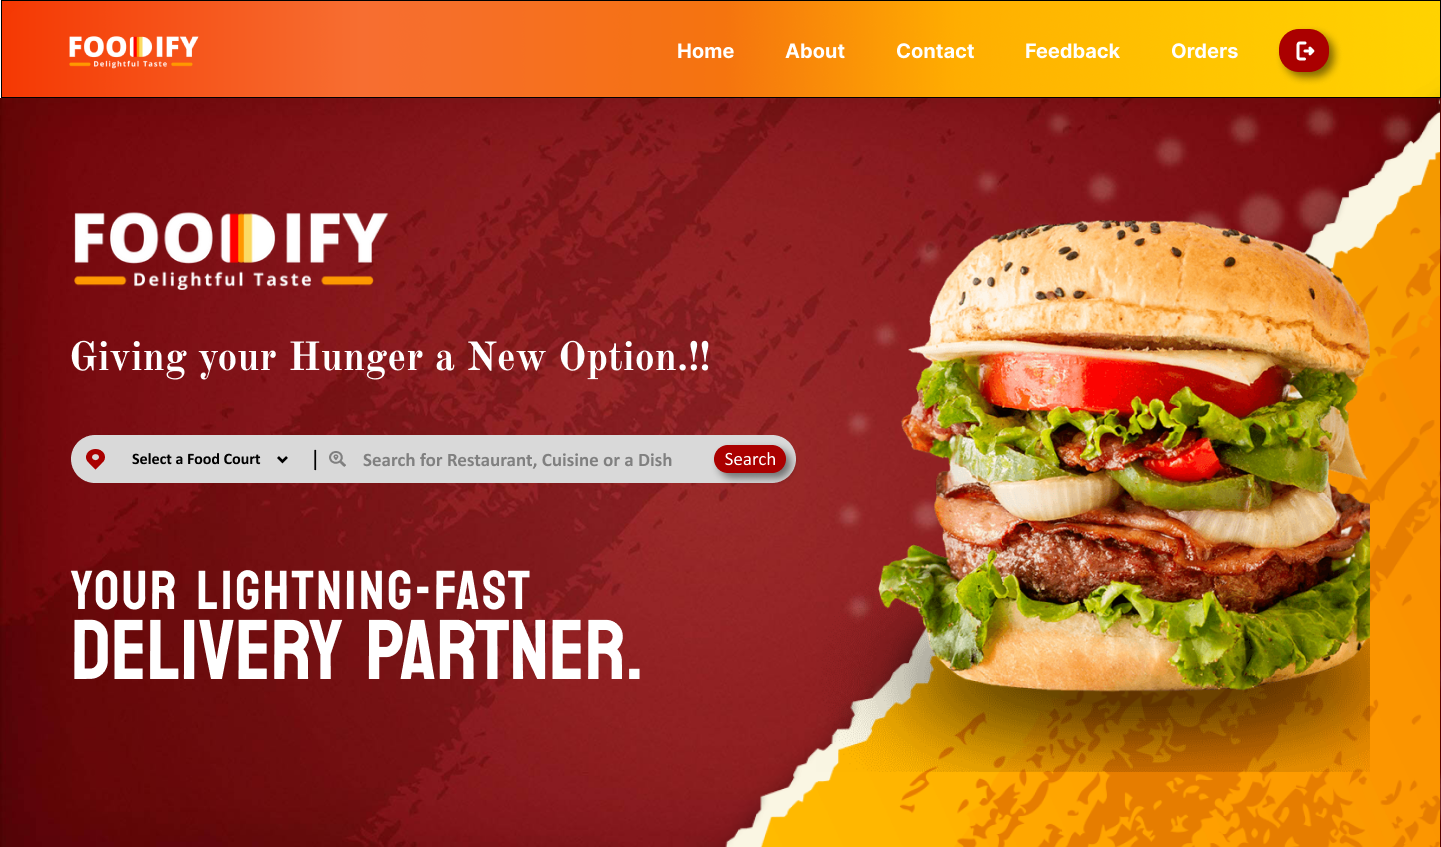 FOODIFY
Delightful Taste
Home About Contact Feedback Orders
FOODIFY
Delightful Taste
Giving your Hunger a New Option.!!
Select a Food Court | Search for Restaurant, Cuisine or a Dish Search
YOUR LIGHTNING-FAST
DELIVERY PARTNER.